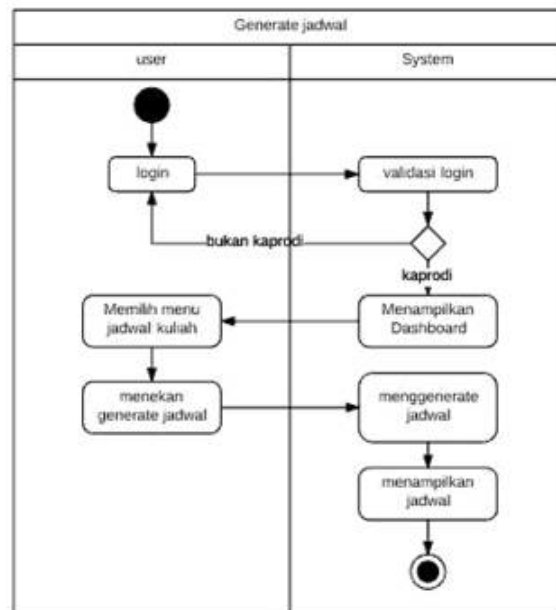 Generate jadwal
user
System
login
validasi login
bukan kaprodi
kaprodi
Memilih menu
jadwal kuliah
Menampilkan
Dashboard
menekan
generate jadwal
menggenerate
jadwal
menampilkan
jadwal